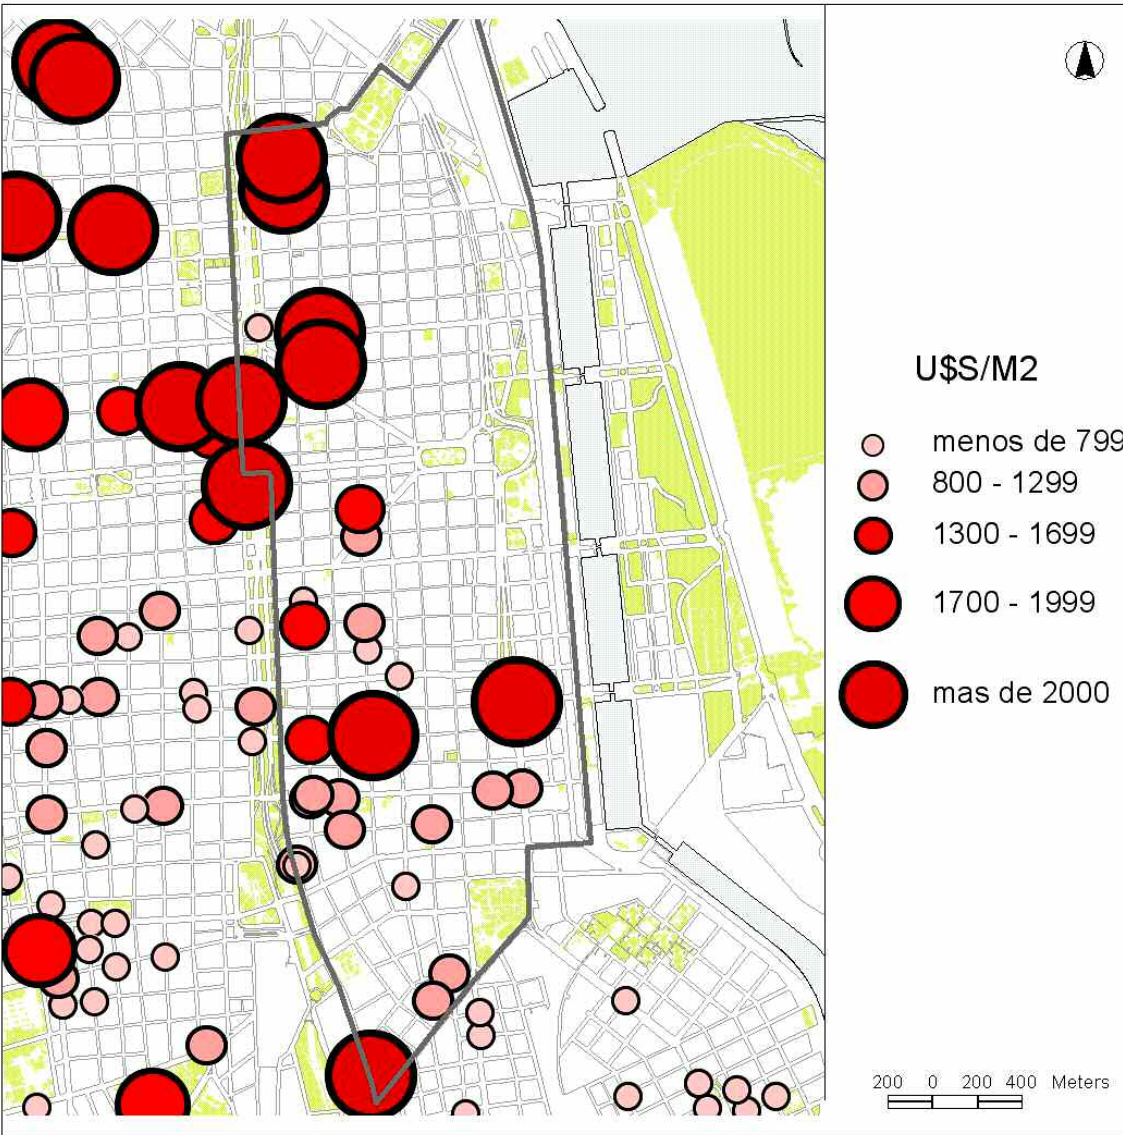 U$S/M2
menos de 799
800 - 1299
1300 - 1699
1700 - 1999
mas de 2000
200 0 200 400 Meters